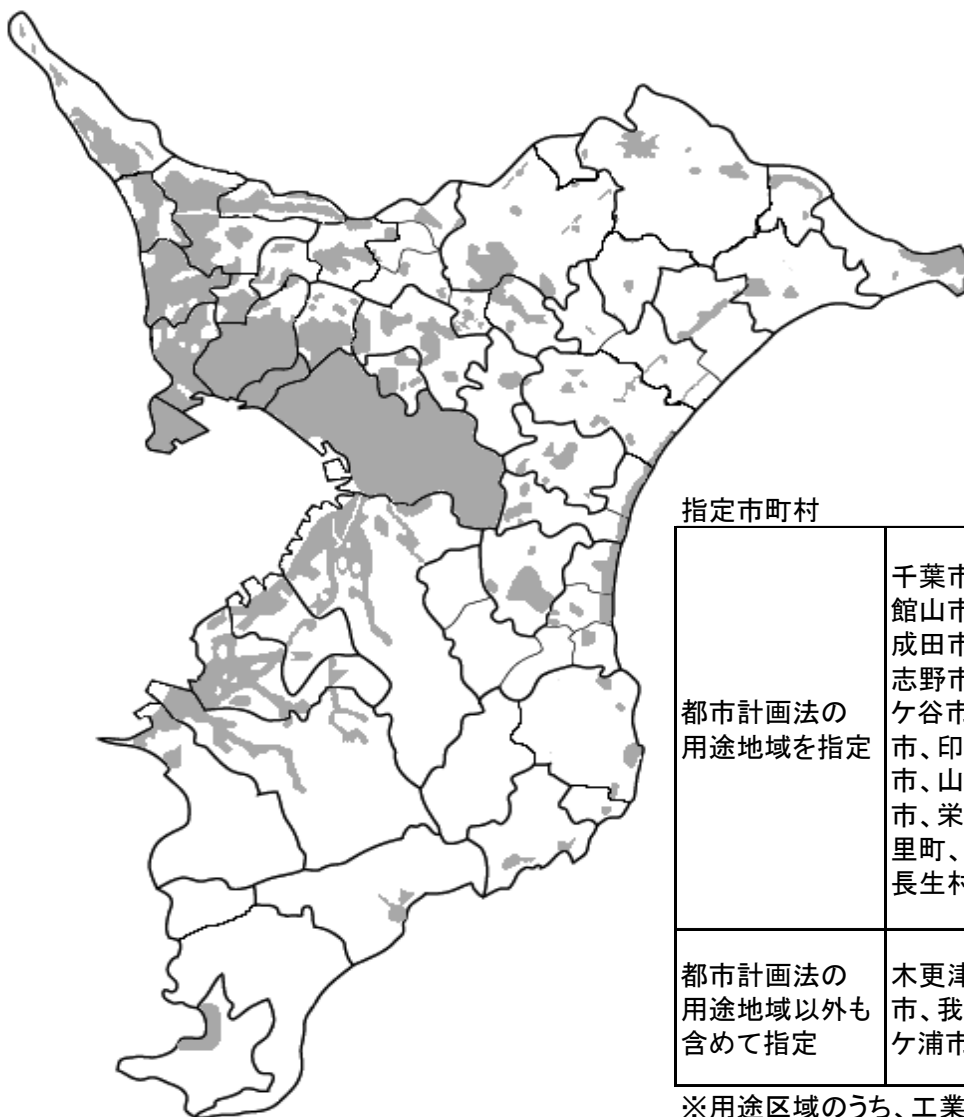 指定市町村
都市計画法の
用途地域を指定
千葉市
館山市
成田市
志野市
ケ谷市
市、印
市、山
市、栄
里町、
長生村
都市計画法の
用途地域以外も
含めて指定
木更津
市、我
ケ浦市
※用途区域のうち、工業